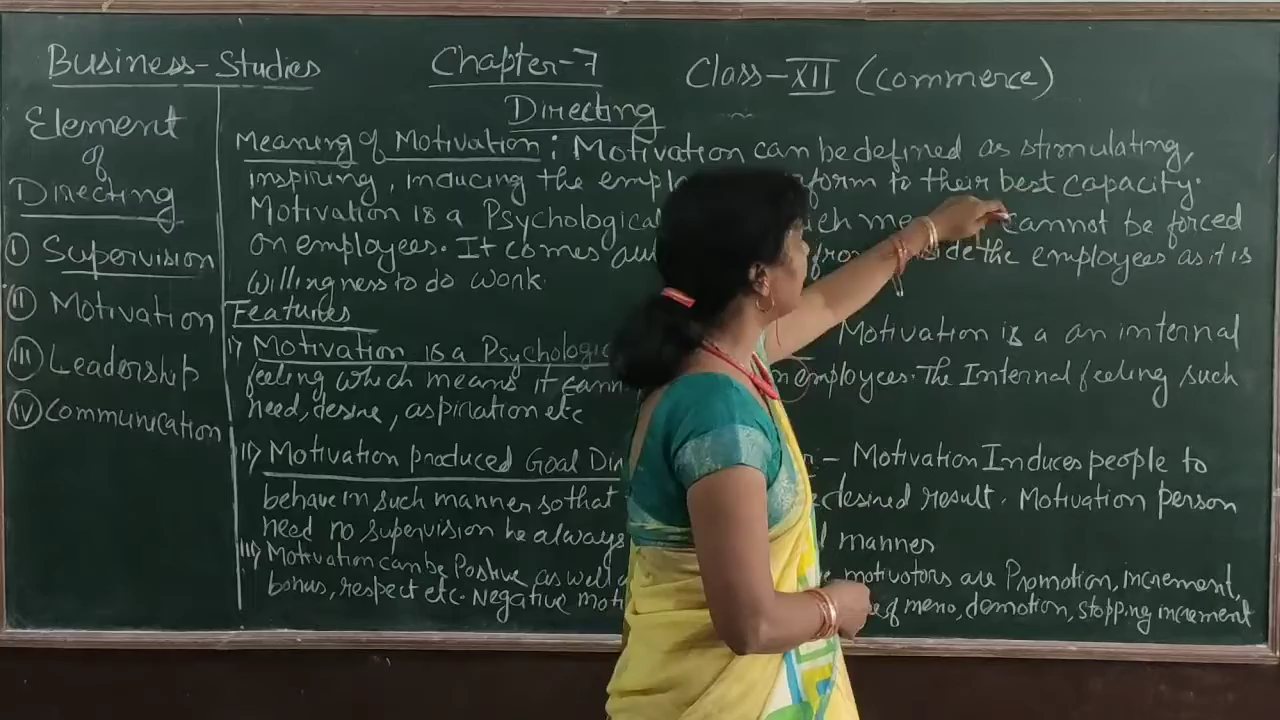 Business-Studies
Chapter-7
Class-XII (Commerce)
Directing
Element
of
Directing
(I) Supervision
(II) Motivation
(III) Leadership
(IV) Communication
Meaning of Motivation : Motivation can be defined as stimulating,
inspiring, inducing the form to their best capacity.
Motivation is a Psychological cannot be forced
on employees. It comes the employees as it is
willingness to do work.
Features
i) Motivation is a Motivation is a an internal
feeling which means it employees. The Internal feeling such
need, desire, aspiration etc
ii) Motivation produced Goal :- Motivation Induces people to
behave in such manner so that desired result. Motivation person
need no supervision he always manner
iii) Motivation can be Postive as well motivotors are Promotion, increment,
bonus, respect etc. Negative of memo, demotion, stopping increment